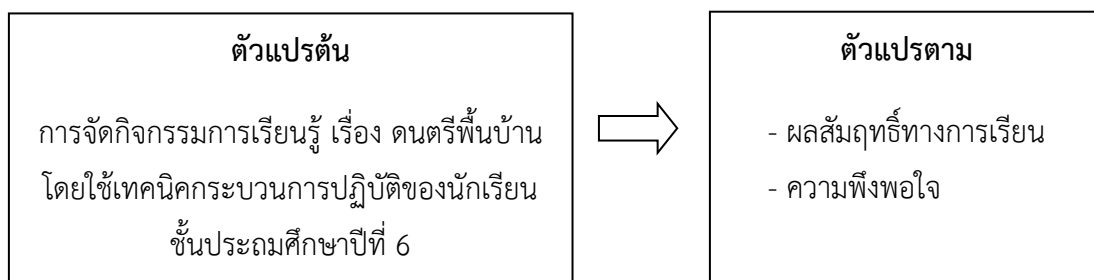 ตัวแปรต้น
การจัดกิจกรรมการเรียนรู้ เรื่อง ดนตรีพื้นบ้าน
โดยใช้เทคนิคกระบวนการปฏิบัติของนักเรียน
ชั้นประถมศึกษาปีที่ 6
ตัวแปรตาม
- ผลสัมฤทธิ์ทางการเรียน
- ความพึงพอใจ